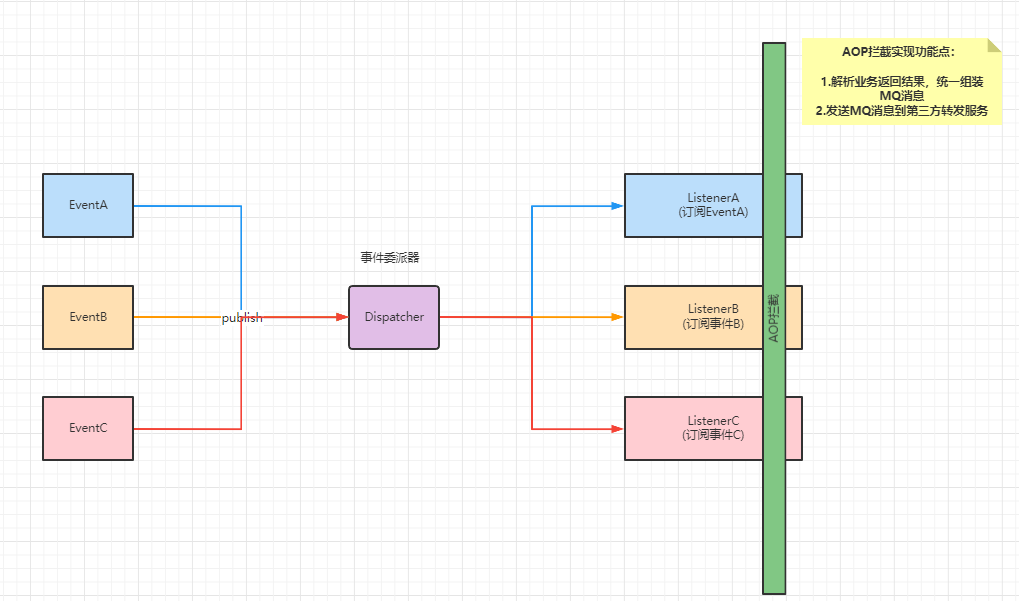 AOP拦截实现功能点：
1.解析业务返回结果，统一组装
MQ消息
2.发送MQ消息到第三方转发服务
EventA
ListenerA
(订阅EventA)
事件委派器
EventB
publish
Dispatcher
ListenerB
(订阅事件B)
AOP拦截
EventC
ListenerC
(订阅事件C)